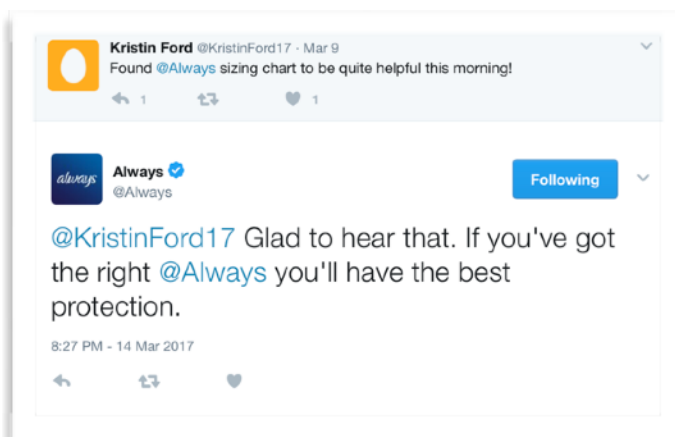 Kristin Ford @KristinFord17 · Mar 9
Found @Always sizing chart to be quite helpful this morning!
1 1
always
Always
Following
@Always
@KristinFord17 Glad to hear that. If you've got
the right @Always you'll have the best
protection.
8:27 PM - 14 Mar 2017